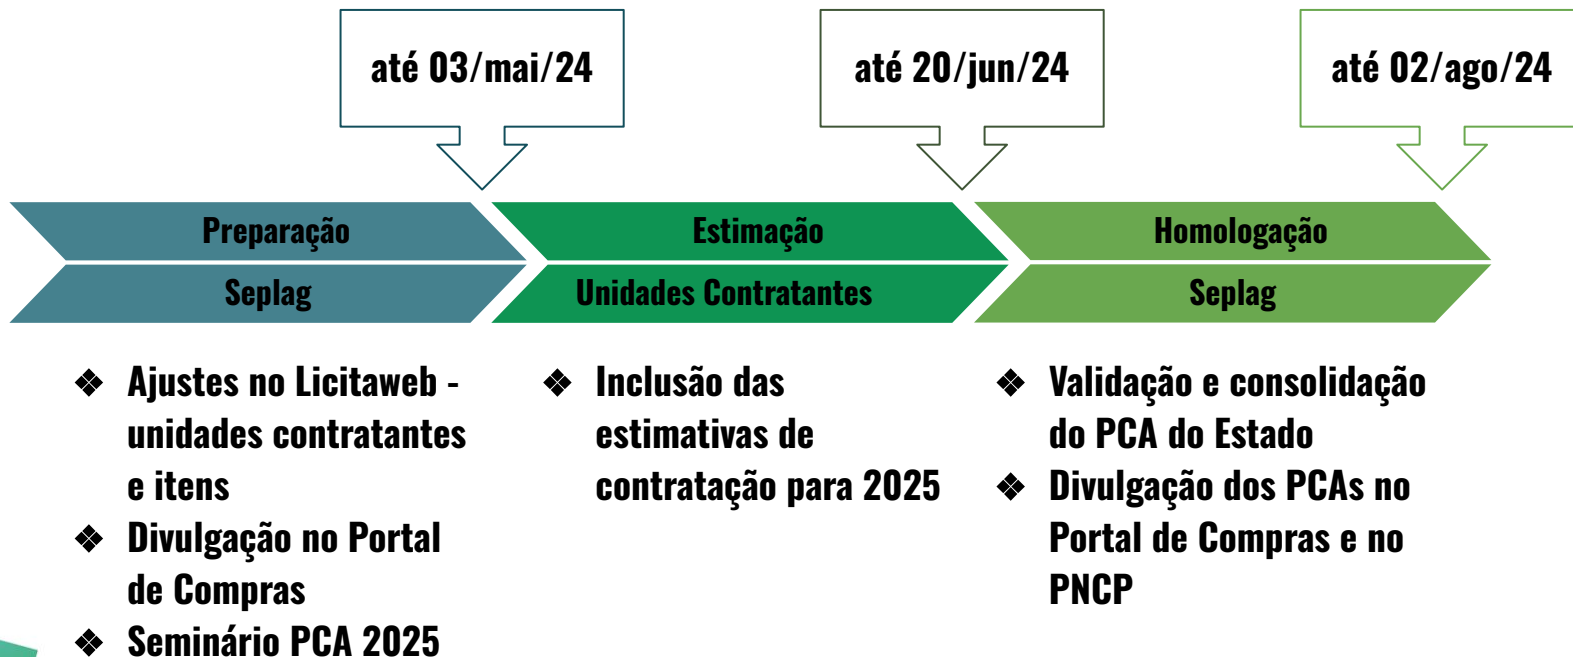 até 03/mai/24
até 20/jun/24
até 02/ago/24
Preparação
Estimação
Homologação
Seplag
Unidades Contratantes
Seplag
❖ Ajustes no Licitaweb -
unidades contratantes
e itens
❖ Divulgação no Portal
de Compras
❖ Seminário PCA 2025
❖ Inclusão das
estimativas de
contratação para 2025
❖ Validação e consolidação
do PCA do Estado
❖ Divulgação dos PCAs no
Portal de Compras e no
PNCP